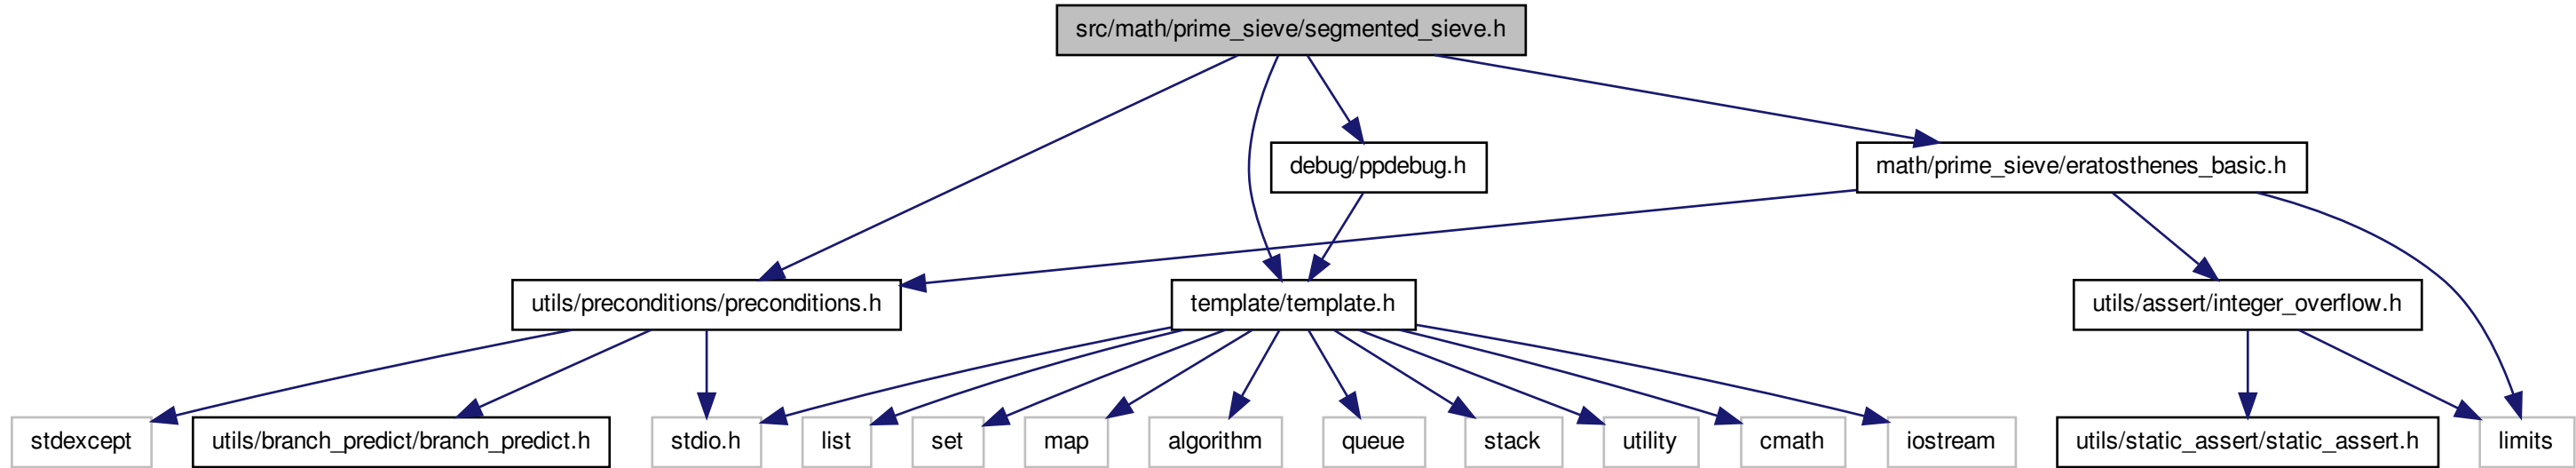 src/math/prime_sieve/segmented_sieve.h
debug/ppdebug.h
math/prime_sieve/eratosthenes_basic.h
utils/preconditions/preconditions.h
template/template.h
utils/assert/integer_overflow.h
stdexcept
utils/branch_predict/branch_predict.h
stdio.h
list
set
map
algorithm
queue
stack
utility
cmath
iostream
utils/static_assert/static_assert.h
limits